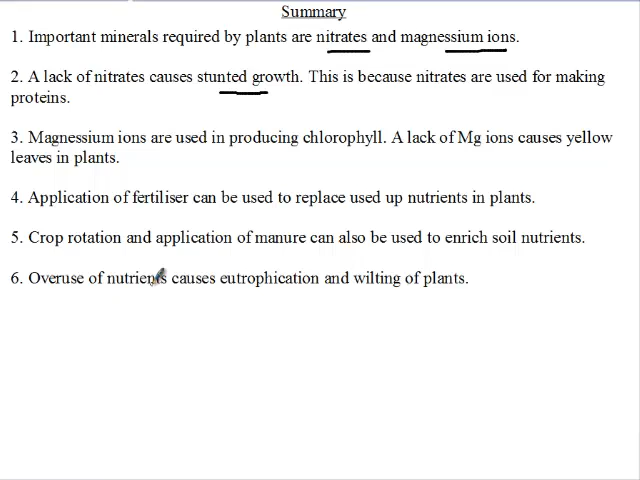 Summary
1. Important minerals required by plants are nitrates and magnessium ions.
2. A lack of nitrates causes stunted growth. This is because nitrates are used for making
proteins.
3. Magnessium ions are used in producing chlorophyll. A lack of Mg ions causes yellow
leaves in plants.
4. Application of fertiliser can be used to replace used up nutrients in plants.
5. Crop rotation and application of manure can also be used to enrich soil nutrients.
6. Overuse of nutrients causes eutrophication and wilting of plants.